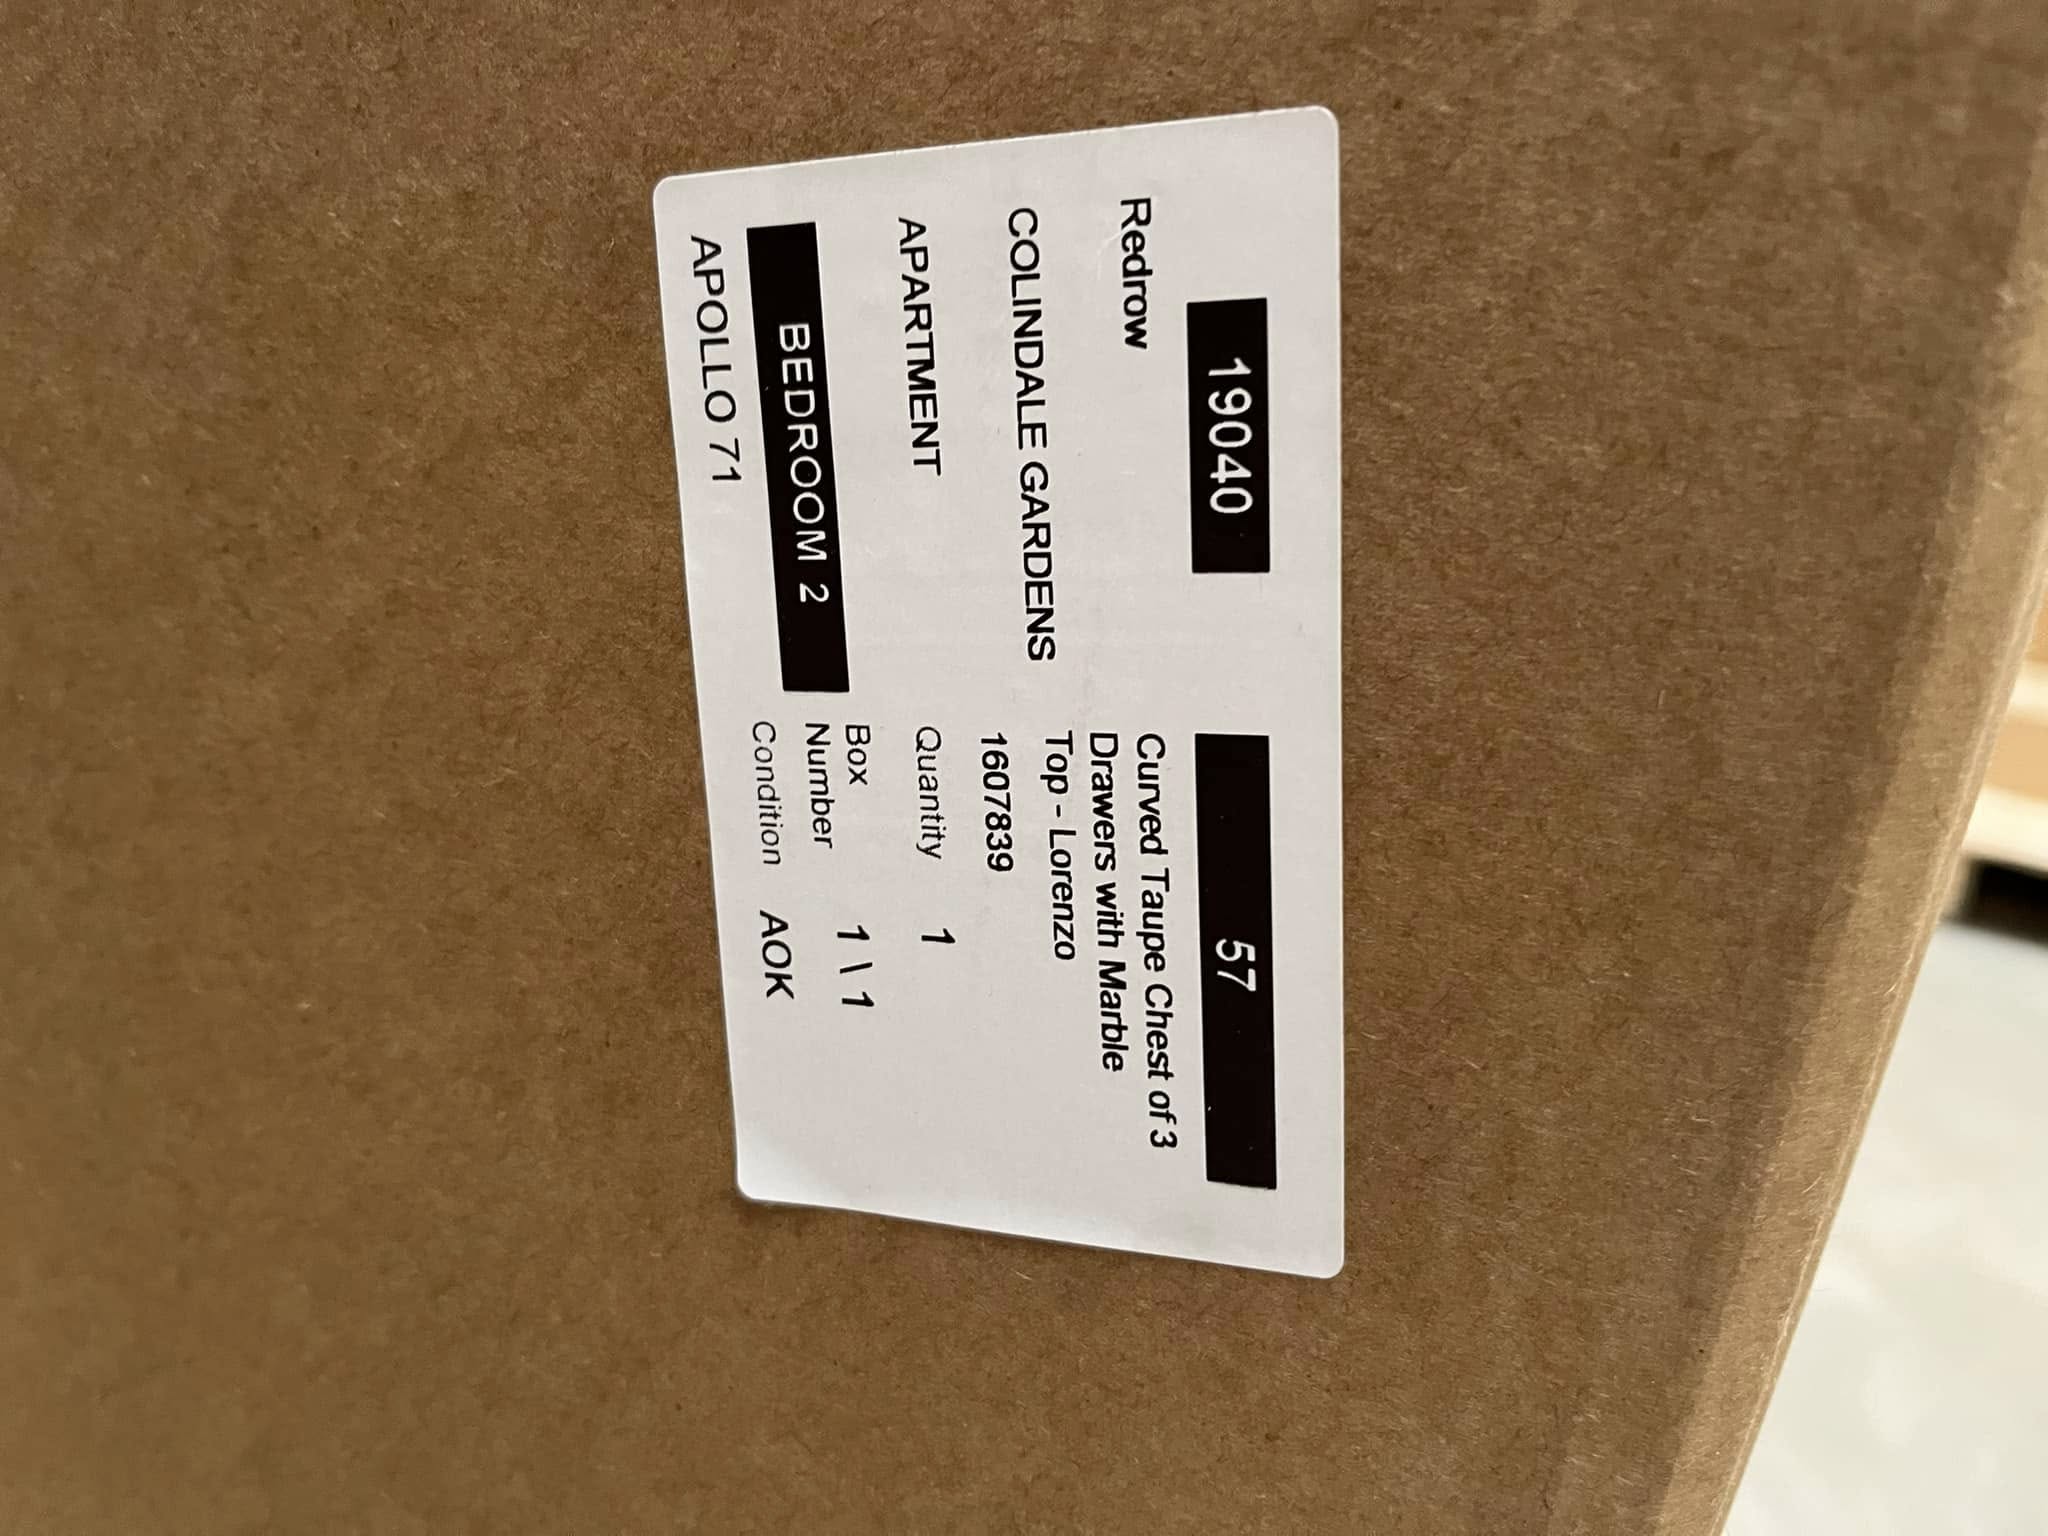 19040
57
Redrow
Curved Taupe Chest of 3
Drawers with Marble
Top - Lorenzo
COLINDALE GARDENS
1607839
APARTMENT
Quantity 1
BEDROOM 2
Box
Number 1 \ 1
APOLLO 71
Condition AOK